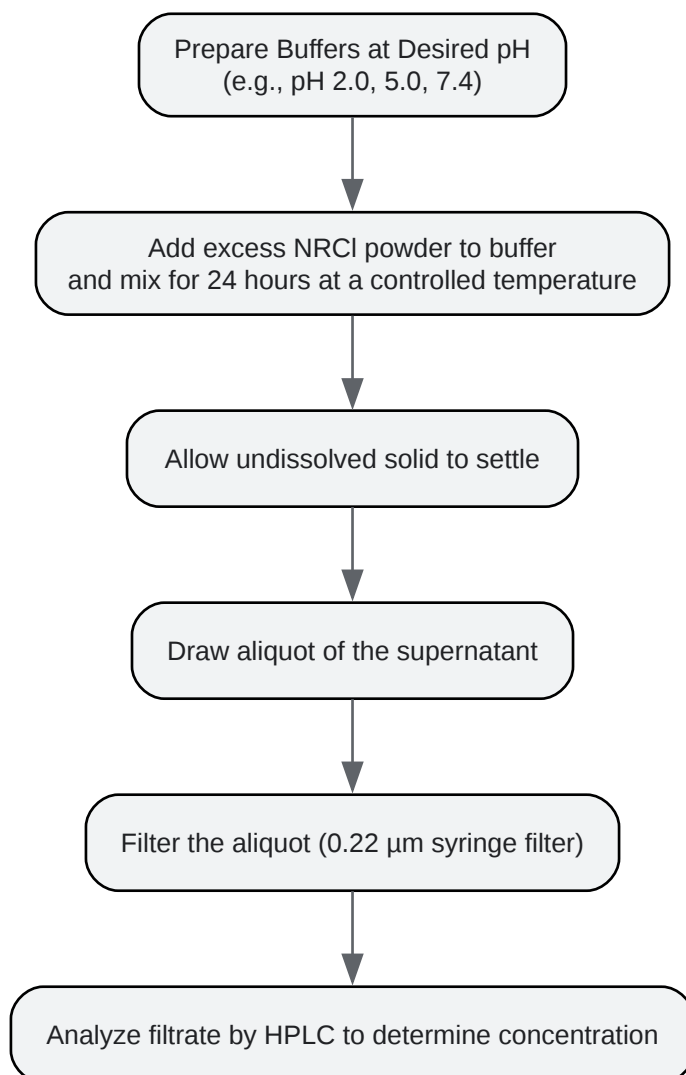 Prepare Buffers at Desired pH
(e.g., pH 2.0, 5.0, 7.4)
Add excess NRCl powder to buffer
and mix for 24 hours at a controlled temperature
Allow undissolved solid to settle
Draw aliquot of the supernatant
Filter the aliquot (0.22 µm syringe filter)
Analyze filtrate by HPLC to determine concentration